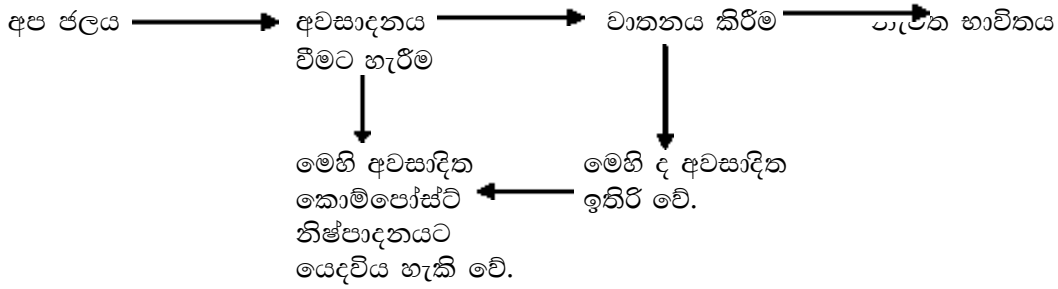 අප ජලය
අවසාදනය
වීමට හැරීම
වාතනය කිරීම
භාවිතය
මෙහි අවසාදිත
කොම්පෝස්ට්
නිෂ්පාදනයට
යෙදවිය හැකි වේ.
මෙහි ද අවසාදිත
ඉතිරි වේ.